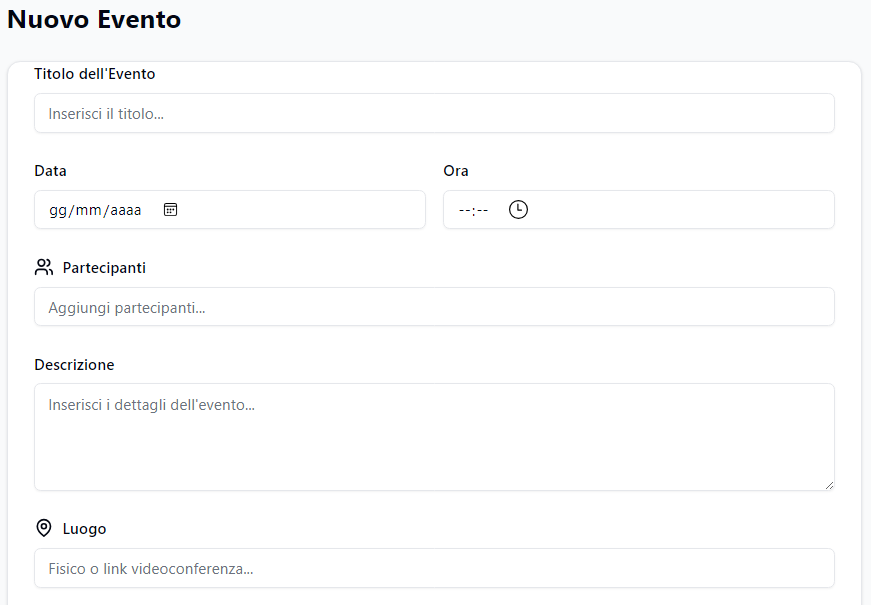 Nuovo Evento
Titolo dell'Evento
Inserisci il titolo...
Data
Ora
gg/mm/aaaa
--:--
Partecipanti
Aggiungi partecipanti...
Descrizione
Inserisci i dettagli dell'evento...
Luogo
Fisico o link videoconferenza...